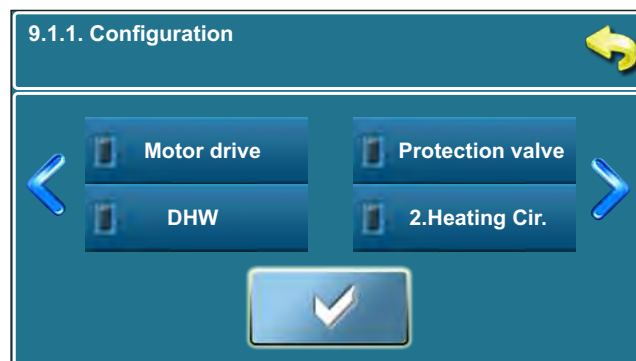 9.1.1. Configuration
Motor drive
Protection valve
DHW
2.Heating Cir.